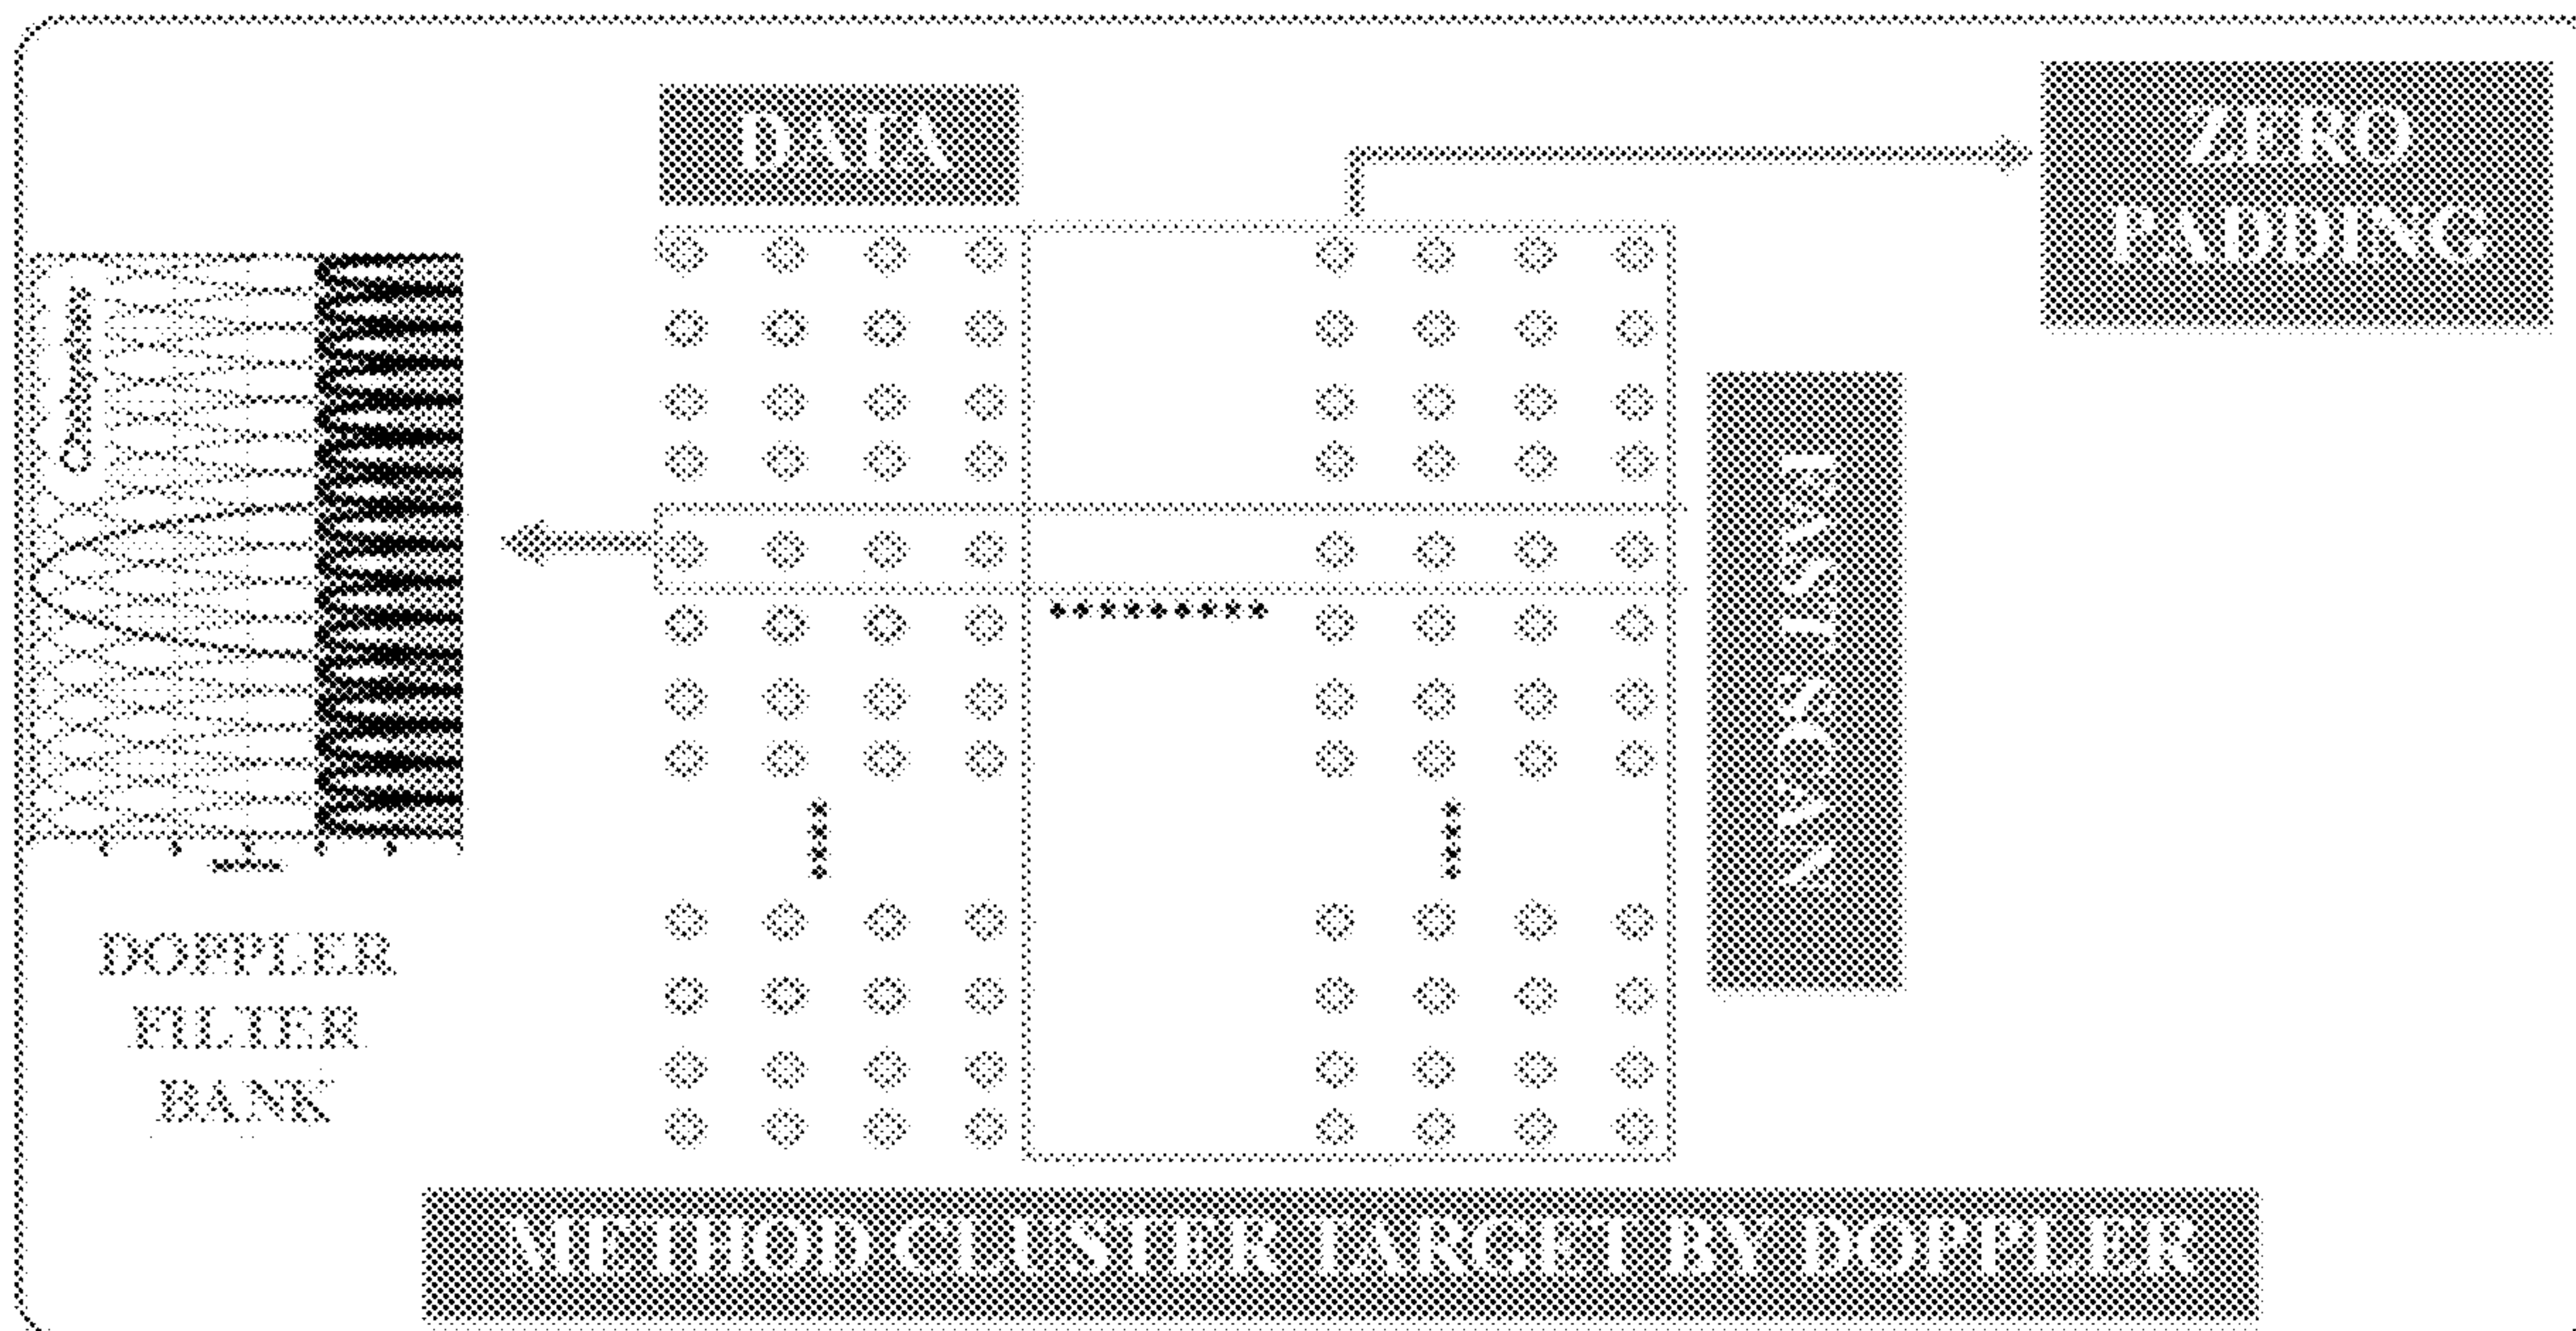 DATA
ZERO
PADDING
FAST SCAN
DOPPLER
FILTER
BANK
METHOD CLUSTER TARGET BY DOPPLER